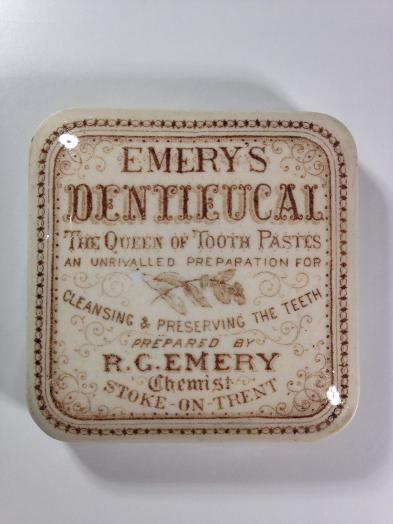 EMERY'S
DENTIEUCAL
THE QUEEN OF TOOTH PASTES
AN UNRIVALLED PREPARATION FOR
CLEANSING & PRESERVING THE TEETH
PREPARED BY
R.G.EMERY
Chemist
STOKE-ON-TRENT